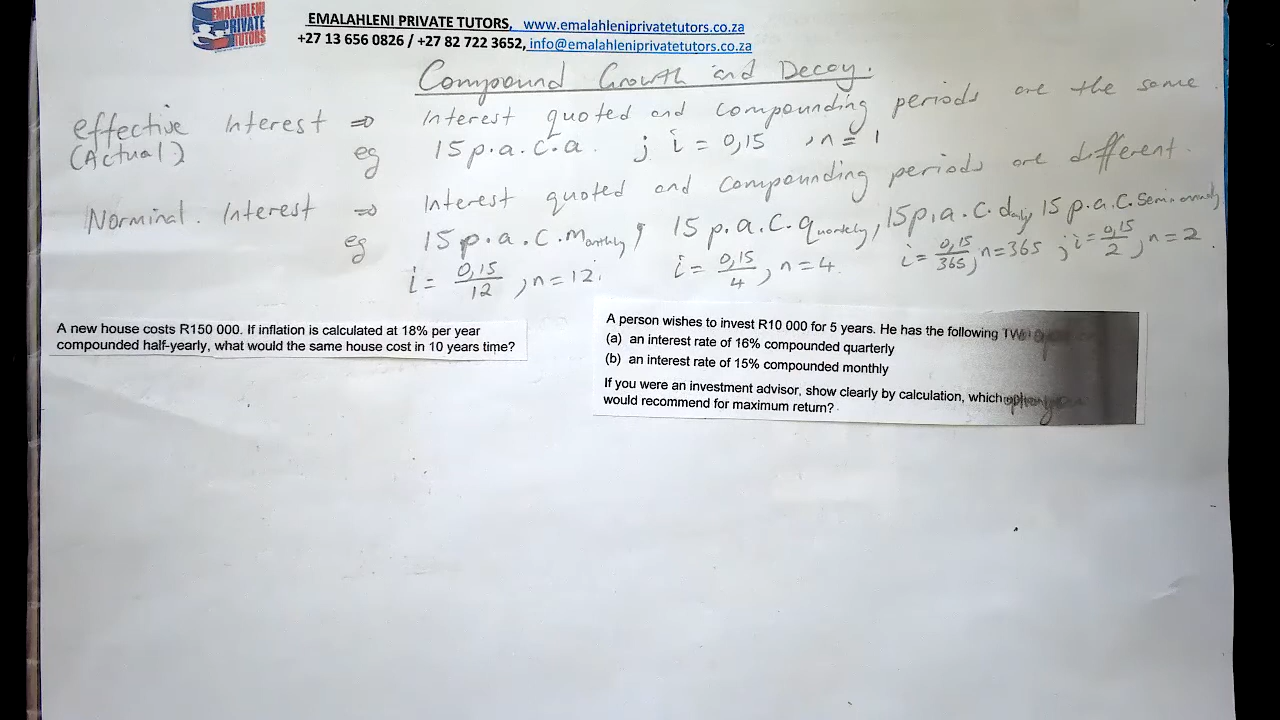 EMALAHLENI
PRIVATE
TUTORS
EMALAHLENI PRIVATE TUTORS, www.emalahleniprivatetutors.co.za
+27 13 656 0826 / +27 82 722 3652, info@emalahleniprivatetutors.co.za
Compound Growth and Decay.
effective Interest ⇒ Interest quoted and compounding periods are the same.
(Actual) eg 15 p.a.c.a. ; i = 0,15 , n = 1
Norminal. Interest ⇒ Interest quoted and compounding periods are different.
eg 15 p.a.c. Monthly, 15 p.a.c. Quarterly, 15 p.a.c. daily, 15 p.a.c. Semi-annually
i = 0,15/12 , n = 12. i = 0,15/4 , n = 4. i = 0,15/365, n = 365 ; i = 0,15/2, n = 2.
A new house costs R150 000. If inflation is calculated at 18% per year
compounded half-yearly, what would the same house cost in 10 years time?
A person wishes to invest R10 000 for 5 years. He has the following
(a) an interest rate of 16% compounded quarterly
(b) an interest rate of 15% compounded monthly
If you were an investment advisor, show clearly by calculation, which
would recommend for maximum return?